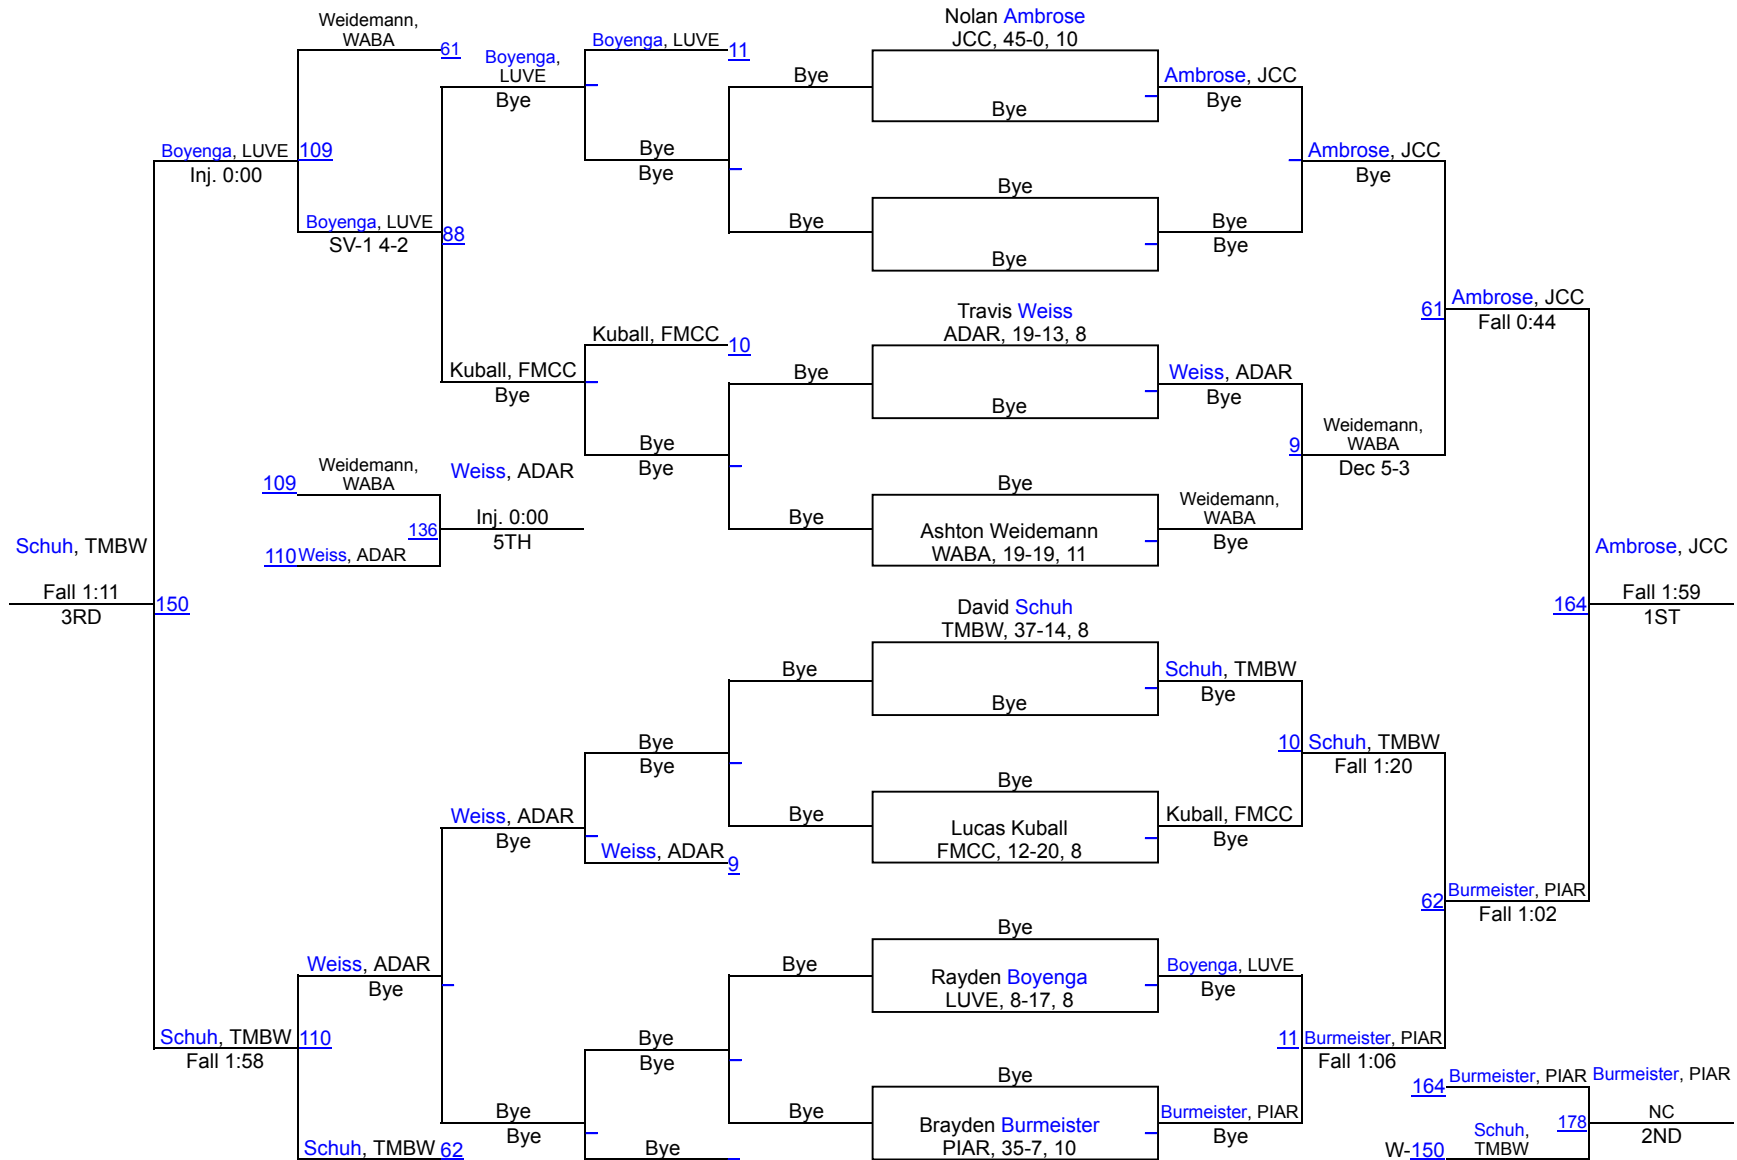 Nolan Ambrose
JCC, 45-0, 10
Weidemann,
WABA
61
Boyenga, LUVE
11
Boyenga,
LUVE
Bye
Bye
Bye
Ambrose, JCC
Bye
Boyenga, LUVE
109
Inj. 0:00
Bye
Bye
Ambrose, JCC
Bye
Boyenga, LUVE
SV-1 4-2
88
Bye
Bye
Bye
Bye
Bye
Travis Weiss
ADAR, 19-13, 8
Kuball, FMCC
10
61
Ambrose, JCC
Fall 0:44
Kuball, FMCC
Bye
Bye
Bye
Weiss, ADAR
Bye
Bye
Bye
9
Weidemann,
WABA
Dec 5-3
109
Weidemann,
WABA
Weiss, ADAR
136
Inj. 0:00
5TH
110
Weiss, ADAR
Bye
Bye
Ashton Weidemann
WABA, 19-19, 11
Weidemann,
WABA
Bye
Schuh, TMBW
Fall 1:11
3RD
150
Ambrose, JCC
164
Fall 1:59
1ST
David Schuh
TMBW, 37-14, 8
Bye
Bye
Schuh, TMBW
Bye
Bye
Bye
10
Schuh, TMBW
Fall 1:20
Weiss, ADAR
Bye
Weiss, ADAR
9
Bye
Bye
Lucas Kuball
FMCC, 12-20, 8
Kuball, FMCC
Bye
62
Burmeister, PIAR
Fall 1:02
Weiss, ADAR
Bye
Bye
Bye
Rayden Boyenga
LUVE, 8-17, 8
Boyenga, LUVE
Bye
Schuh, TMBW
110
Fall 1:58
Bye
Bye
11
Burmeister, PIAR
Fall 1:06
Bye
Bye
Schuh, TMBW
62
Bye
Bye
Bye
Brayden Burmeister
PIAR, 35-7, 10
Burmeister, PIAR
Bye
164
Burmeister, PIAR
Burmeister, PIAR
178
NC
2ND
W-150
Schuh,
TMBW